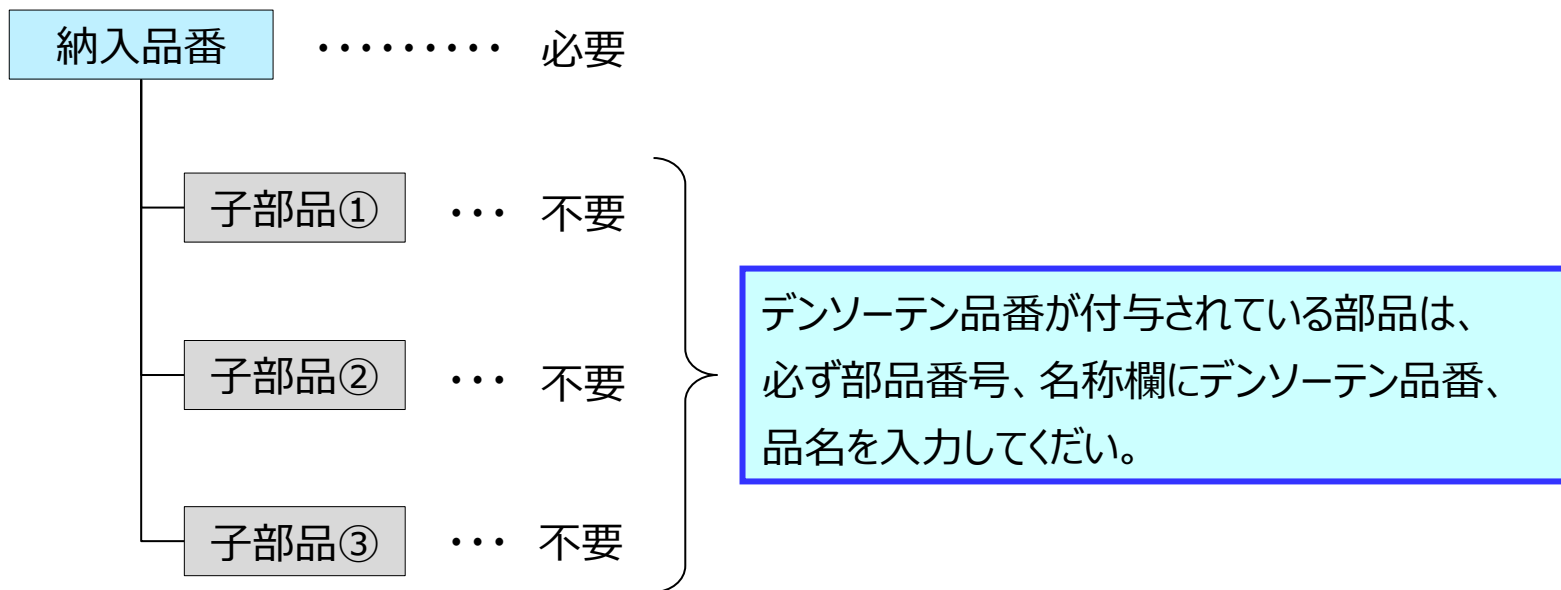 納入品番 ・・・・・・・・・ 必要
子部品① ・・・ 不要
子部品② ・・・ 不要
子部品③ ・・・ 不要
デンソーテン品番が付与されている部品は、
必ず部品番号、名称欄にデンソーテン品番、
品名を入力してくだい。